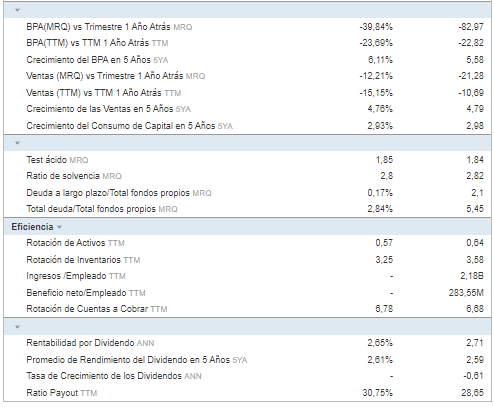 BPA(MRQ) vs Trimestre 1 Año Atrás MRQ -39,84% -82,97
BPA(TTM) vs TTM 1 Año Atrás TTM -23,69% -22,82
Crecimiento del BPA en 5 Años 5YA 6,11% 5,58
Ventas (MRQ) vs Trimestre 1 Año Atrás MRQ -12,21% -21,28
Ventas (TTM) vs TTM 1 Año Atrás TTM -15,15% -10,69
Crecimiento de las Ventas en 5 Años 5YA 4,76% 4,79
Crecimiento del Consumo de Capital en 5 Años 5YA 2,93% 2,98
Test ácido MRQ 1,85 1,84
Ratio de solvencia MRQ 2,8 2,82
Deuda a largo plazo/Total fondos propios MRQ 0,17% 2,1
Total deuda/Total fondos propios MRQ 2,84% 5,45
Eficiencia
Rotación de Activos TTM 0,57 0,64
Rotación de Inventarios TTM 3,25 3,58
Ingresos /Empleado TTM - 2,18B
Beneficio neto/Empleado TTM - 283,55M
Rotación de Cuentas a Cobrar TTM 6,78 6,68
Rentabilidad por Dividendo ANN 2,65% 2,71
Promedio de Rendimiento del Dividendo en 5 Años 5YA 2,61% 2,59
Tasa de Crecimiento de los Dividendos ANN - -0,61
Ratio Payout TTM 30,75% 28,65